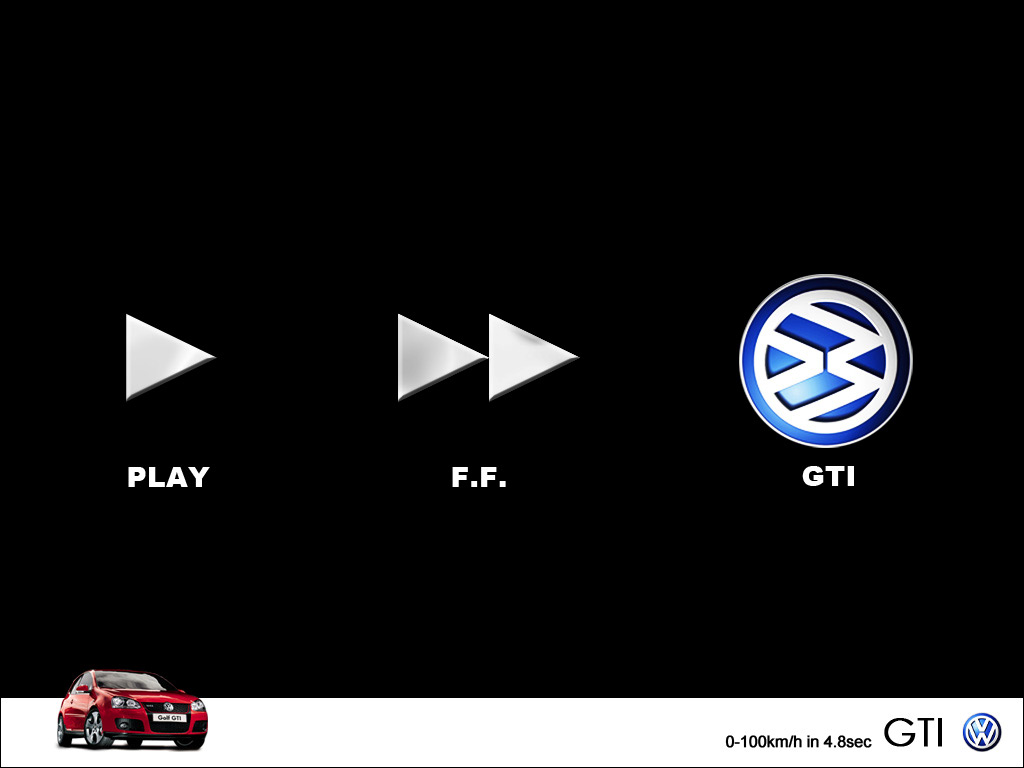 PLAY
F.F.
GTI
Golf GTI
0-100km/h in 4.8sec
GTI